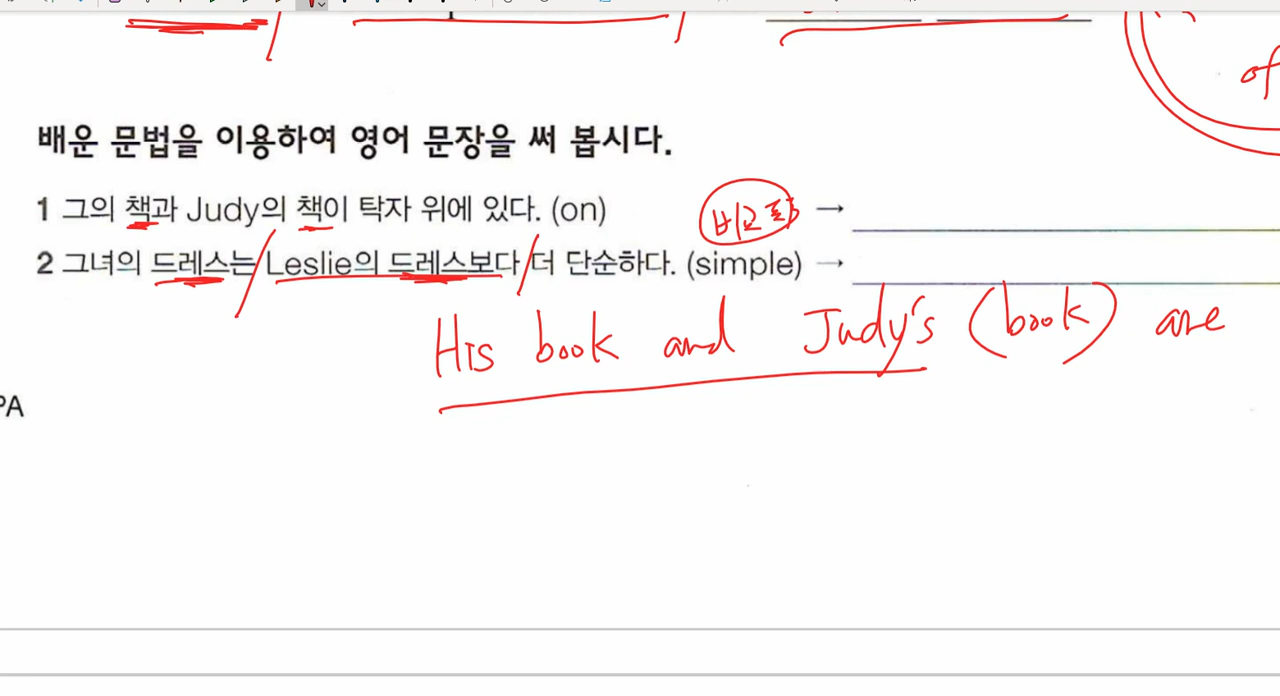 of
배운 문법을 이용하여 영어 문장을 써 봅시다.
1 그의 책과 Judy의 책이 탁자 위에 있다. (on) →
비교급
2 그녀의 드레스는 Leslie의 드레스보다 더 단순하다. (simple) →
His book and Judy's (book) are
PA